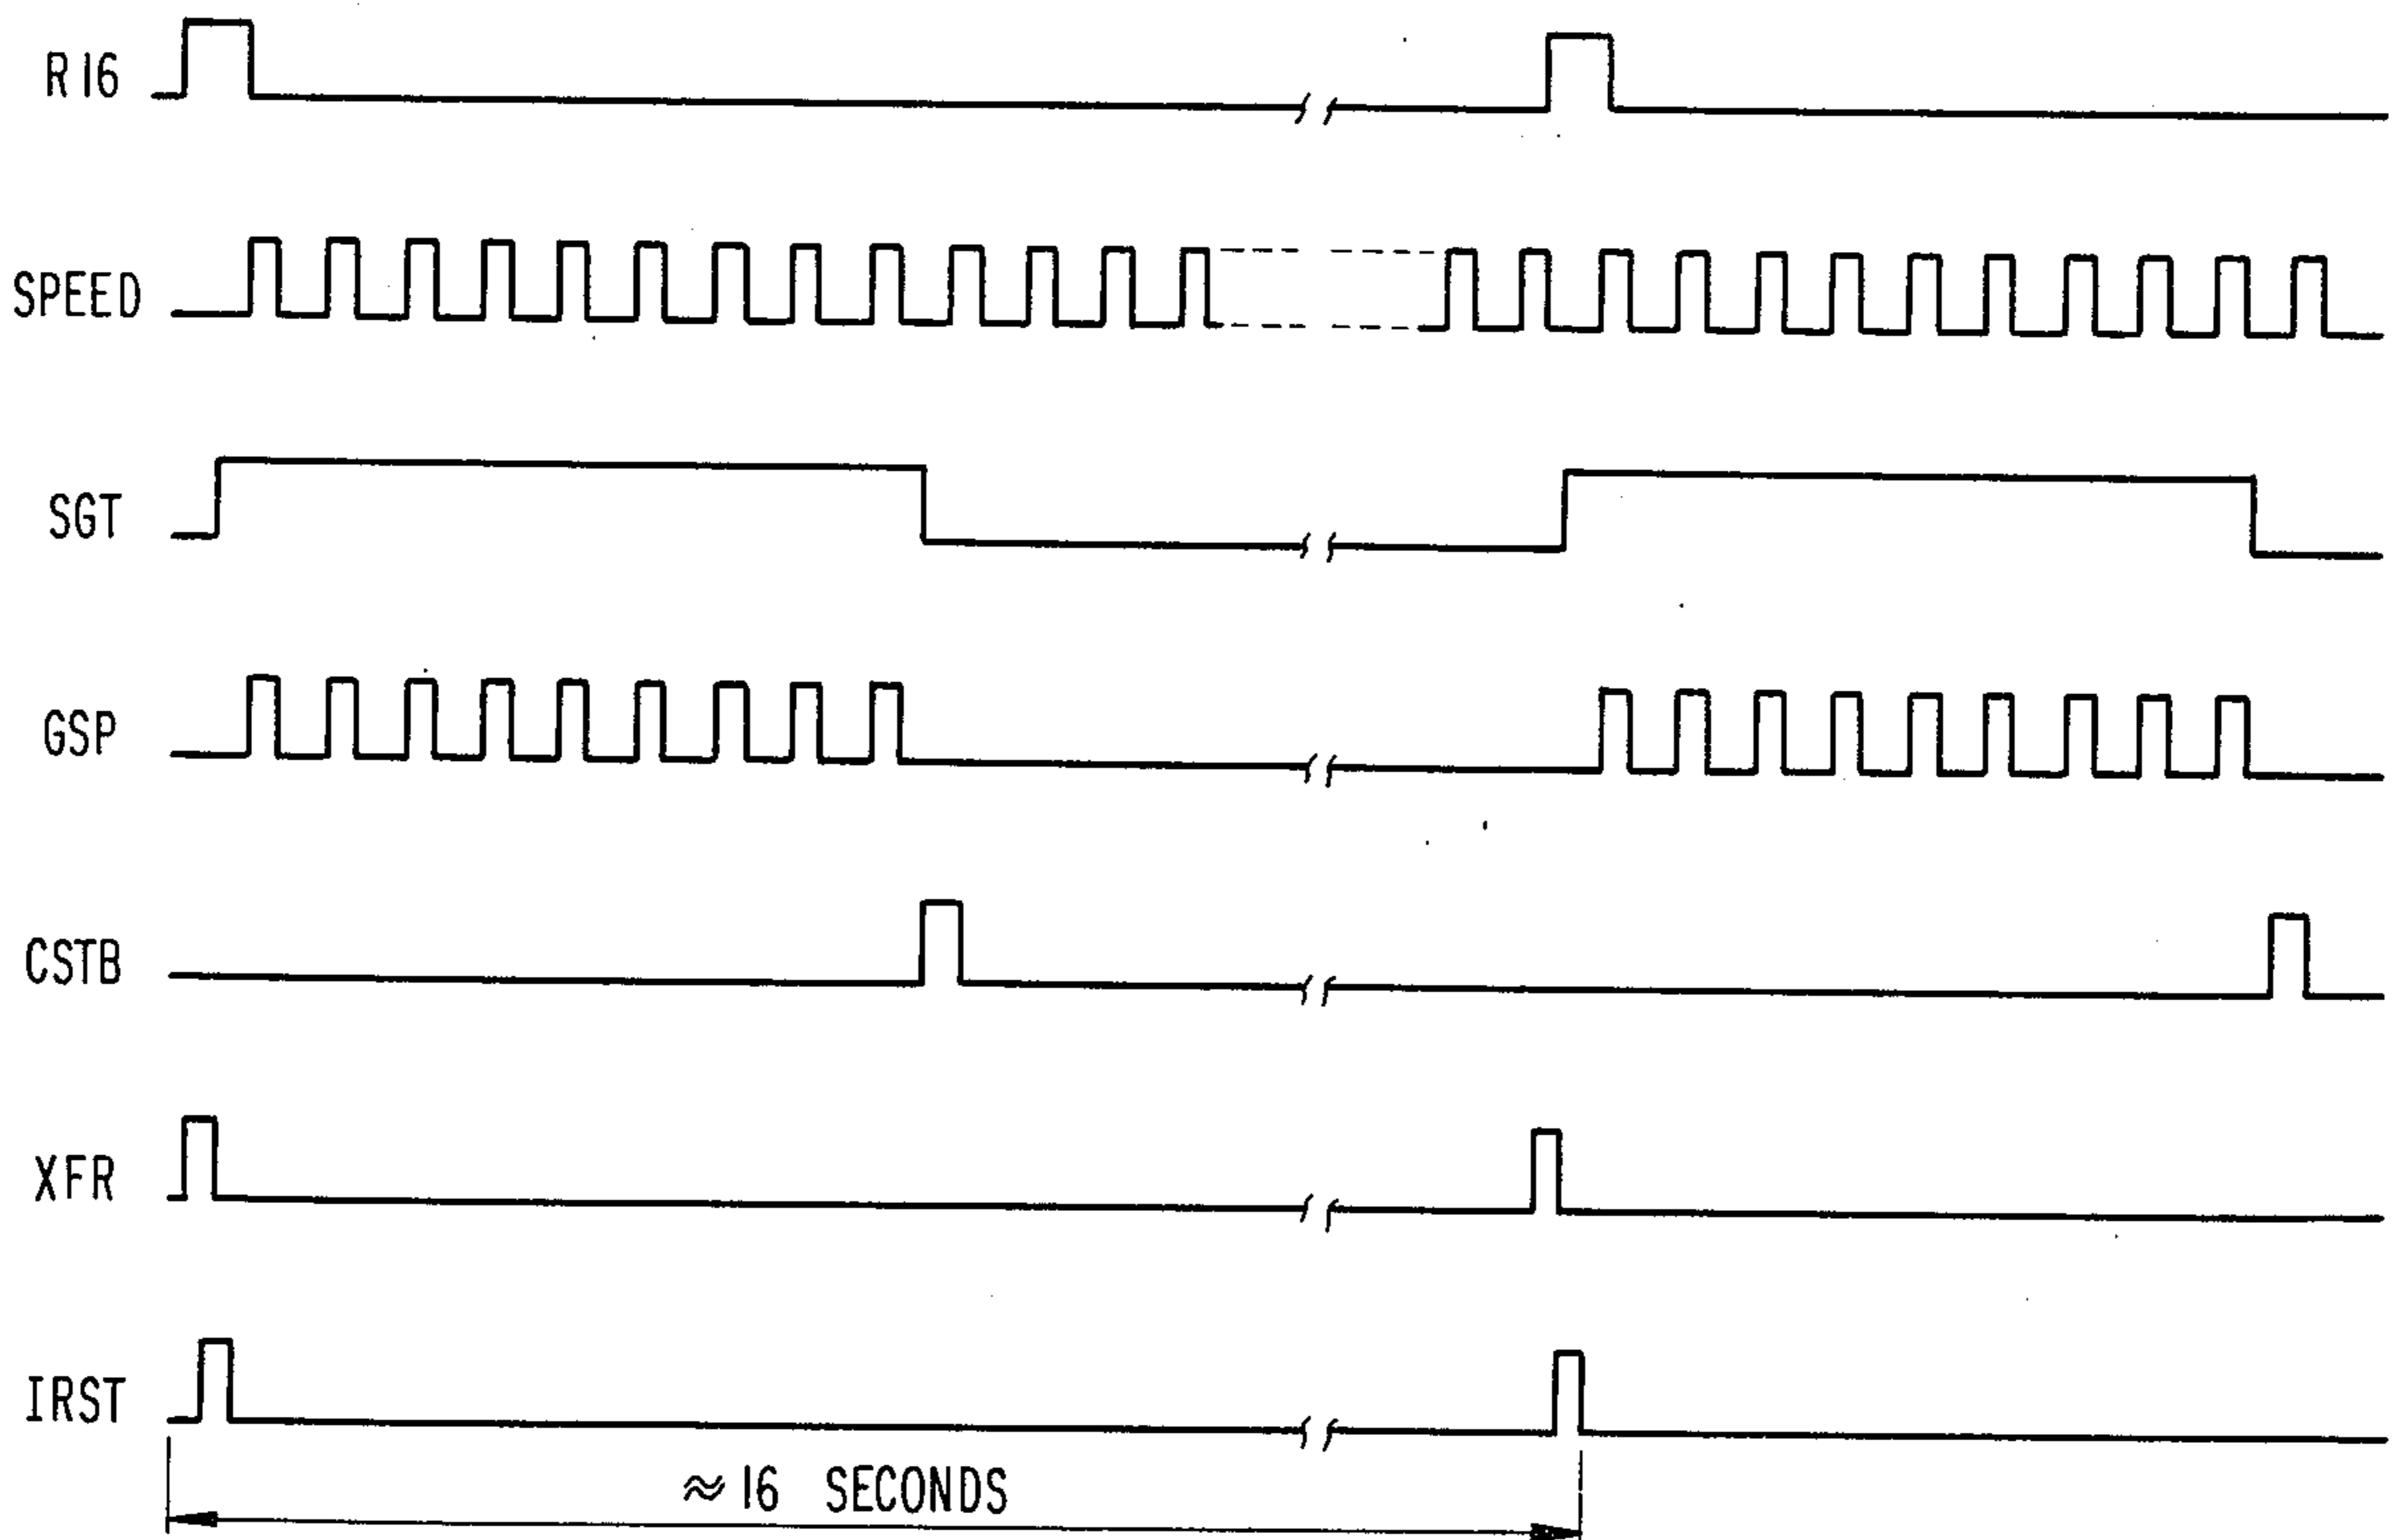 R16
SPEED
SGT
GSP
CSTB
XFR
IRST
≈16 SECONDS